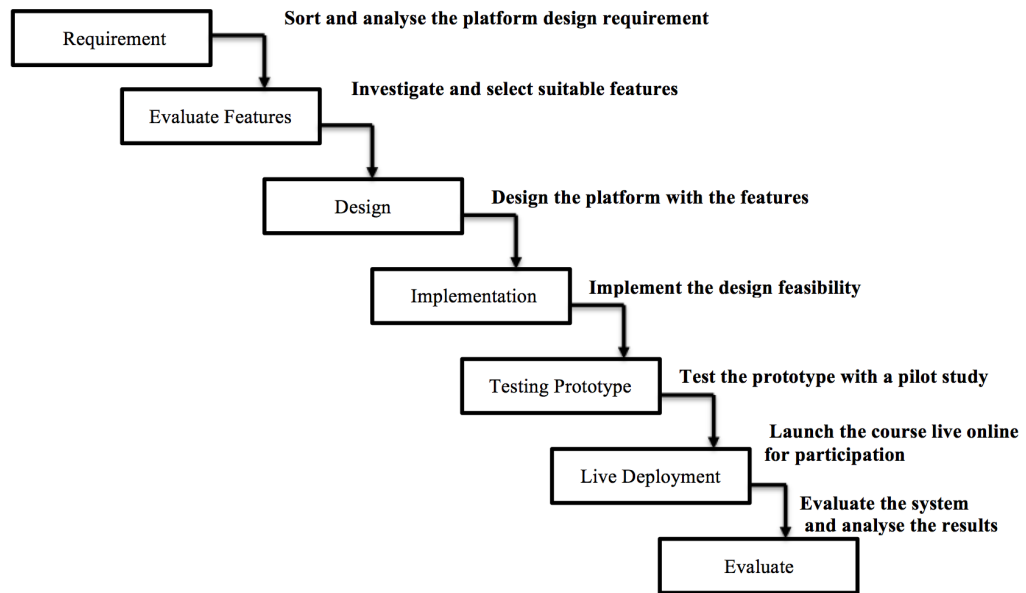 Sort and analyse the platform design requirement
Requirement
Investigate and select suitable features
Evaluate Features
Design the platform with the features
Design
Implement the design feasibility
Implementation
Test the prototype with a pilot study
Testing Prototype
Launch the course live online
for participation
Live Deployment
Evaluate the system
and analyse the results
Evaluate